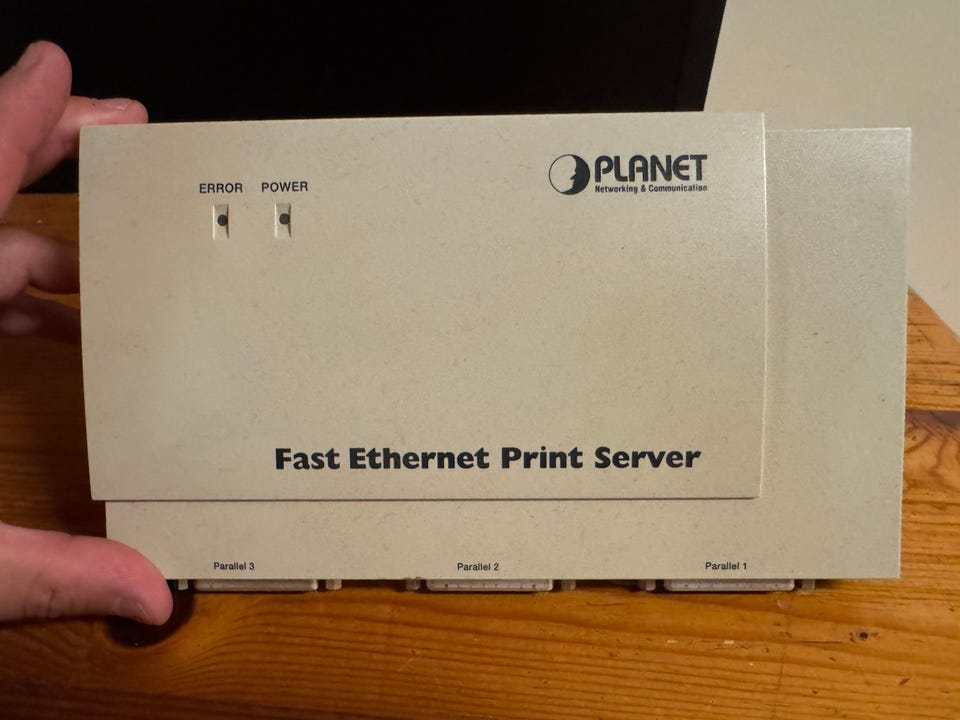 ERROR POWER
PLANET
Networking & Communication
Fast Ethernet Print Server
Parallel 3 Parallel 2 Parallel 1